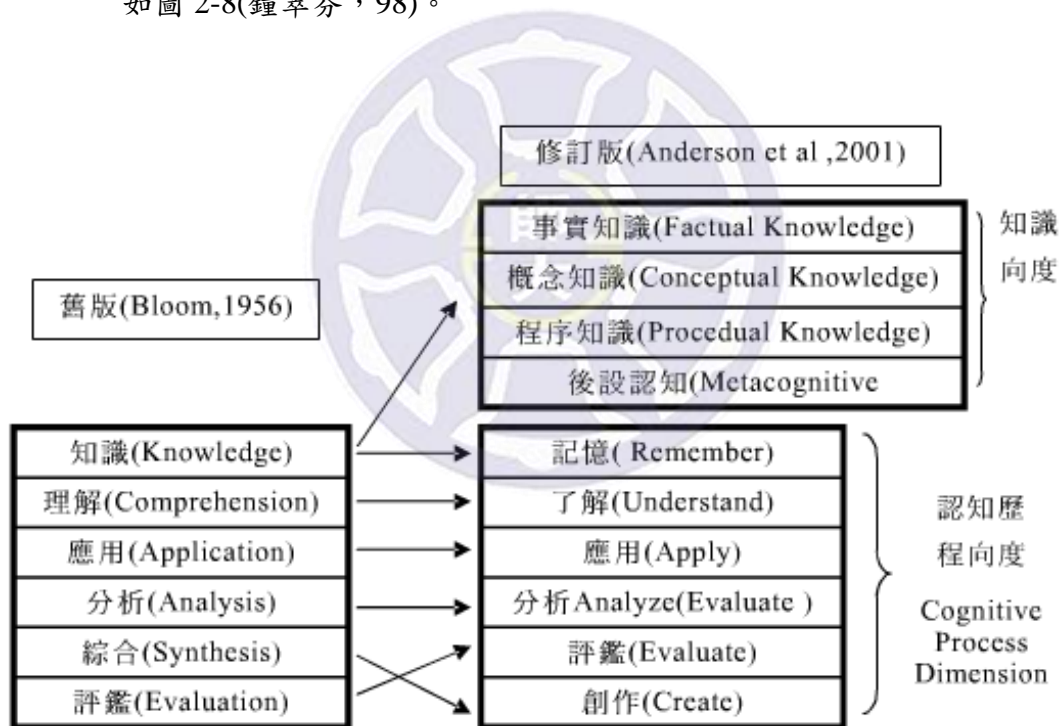 如圖 2-8(鐘萃芬，98)。
修訂版(Anderson et al ,2001)
事實知識(Factual Knowledge)
概念知識(Conceptual Knowledge)
程序知識(Procedual Knowledge)
後設認知(Metacognitive
知識
向度
舊版(Bloom,1956)
知識(Knowledge)
理解(Comprehension)
應用(Application)
分析(Analysis)
綜合(Synthesis)
評鑑(Evaluation)
記憶( Remember)
了解(Understand)
應用(Apply)
分析Analyze(Evaluate )
評鑑(Evaluate)
創作(Create)
認知歷
程向度
Cognitive
Process
Dimension